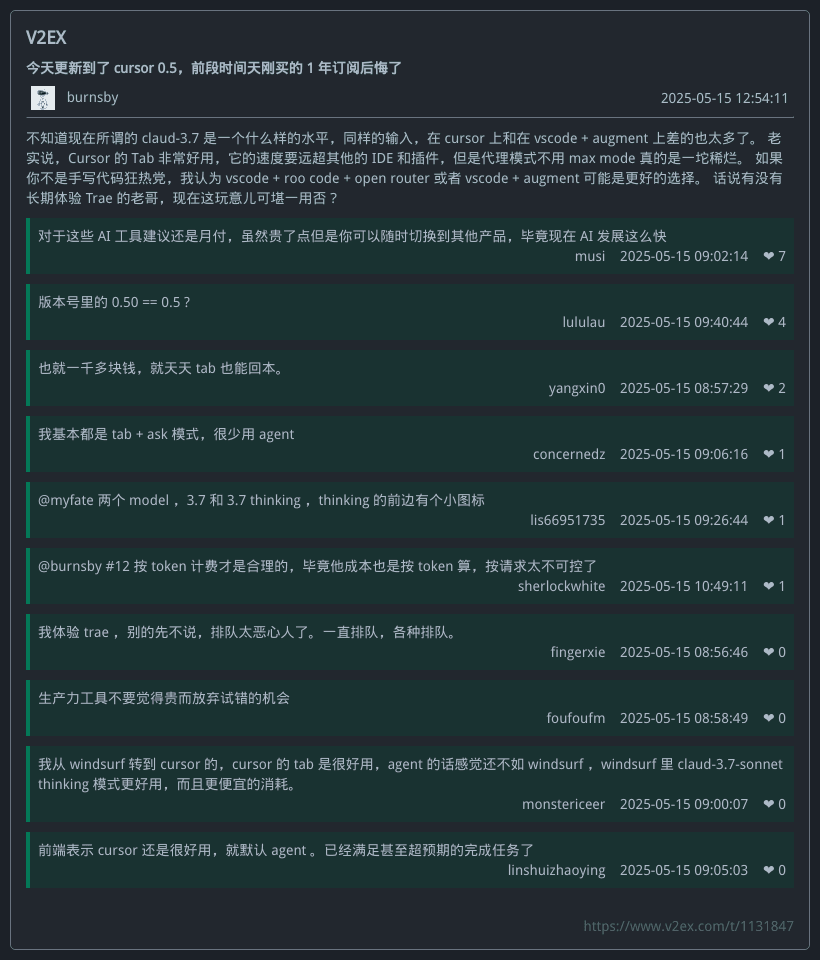 V2EX
今天更新到了 cursor 0.5，前段时间天刚买的 1 年订阅后悔了
burnsby
2025-05-15 12:54:11
不知道现在所谓的 claud-3.7 是一个什么样的水平，同样的输入，在 cursor 上和在 vscode + augment 上差的也太多了。 老
实说，Cursor 的 Tab 非常好用，它的速度要远超其他的 IDE 和插件，但是代理模式不用 max mode 真的是一坨稀烂。 如果
你不是手写代码狂热党，我认为 vscode + roo code + open router 或者 vscode + augment 可能是更好的选择。 话说有没有
长期体验 Trae 的老哥，现在这玩意儿可堪一用否？
对于这些 AI 工具建议还是月付，虽然贵了点但是你可以随时切换到其他产品，毕竟现在 AI 发展这么快
musi 2025-05-15 09:02:14 ❤ 7
版本号里的 0.50 == 0.5 ?
lululau 2025-05-15 09:40:44 ❤ 4
也就一千多块钱，就天天 tab 也能回本。
yangxin0 2025-05-15 08:57:29 ❤ 2
我基本都是 tab + ask 模式，很少用 agent
concernedz 2025-05-15 09:06:16 ❤ 1
@myfate 两个 model ，3.7 和 3.7 thinking ，thinking 的前边有个小图标
lis66951735 2025-05-15 09:26:44 ❤ 1
@burnsby #12 按 token 计费才是合理的，毕竟他成本也是按 token 算，按请求太不可控了
sherlockwhite 2025-05-15 10:49:11 ❤ 1
我体验 trae ，别的先不说，排队太恶心人了。一直排队，各种排队。
fingerxie 2025-05-15 08:56:46 ❤ 0
生产力工具不要觉得贵而放弃试错的机会
foufoufm 2025-05-15 08:58:49 ❤ 0
我从 windsurf 转到 cursor 的，cursor 的 tab 是很好用，agent 的话感觉还不如 windsurf ，windsurf 里 claud-3.7-sonnet
thinking 模式更好用，而且更便宜的消耗。
monstericeer 2025-05-15 09:00:07 ❤ 0
前端表示 cursor 还是很好用，就默认 agent 。已经满足甚至超预期的完成任务了
linshuizhaoying 2025-05-15 09:05:03 ❤ 0
https://www.v2ex.com/t/1131847